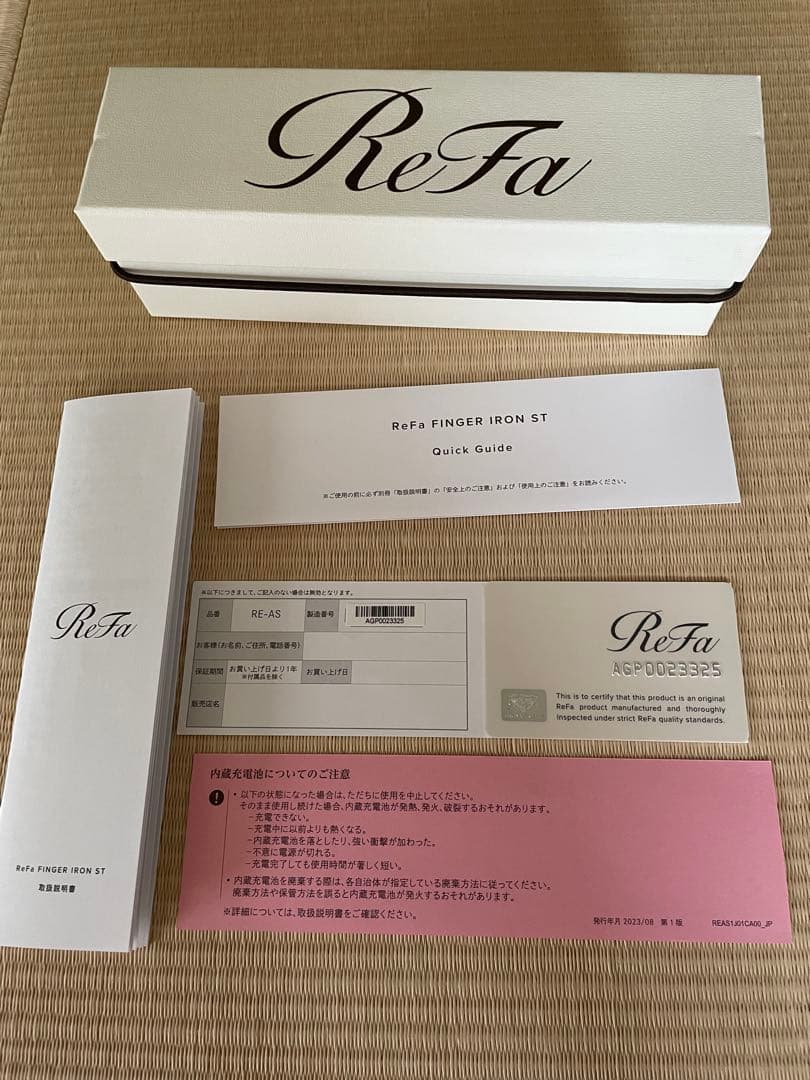 ReFa
ReFa FINGER IRON ST
Quick Guide
※ご使用の前に必ず別冊「取扱説明書」の「安全上のご注意」および「使用上のご注意」をお読みください。
ReFa
ReFa FINGER IRON ST
取扱説明書
※以下につきまして、ご記入のない場合は無効となります。
品番 RE-AS 製造番号 AGP0023325
お客様(お名前、ご住所、電話番号)
保証期間 お買い上げ日より1年 お買い上げ日
※付属品を除く
販売店名
ReFa
AGP0023325
This is to certify that this product is an original
ReFa product manufactured and thoroughly
inspected under strict ReFa quality standards.
内蔵充電池についてのご注意
・以下の状態になった場合は、ただちに使用を中止してください。
そのまま使用し続けた場合、内蔵充電池が発熱、発火、破裂するおそれがあります。
−充電できない。
−充電中に以前よりも熱くなる。
−内蔵充電池を落としたり、強い衝撃が加わった。
−不意に電源が切れる。
−充電完了しても使用時間が著しく短い。
・内蔵充電池を廃棄する際は、各自治体が指定している廃棄方法に従ってください。
廃棄方法や保管方法を誤ると内蔵充電池が発火するおそれがあります。
※詳細については、取扱説明書をご確認ください。
発行年月 2023/08 第1版 REAS1J01CA00_JP